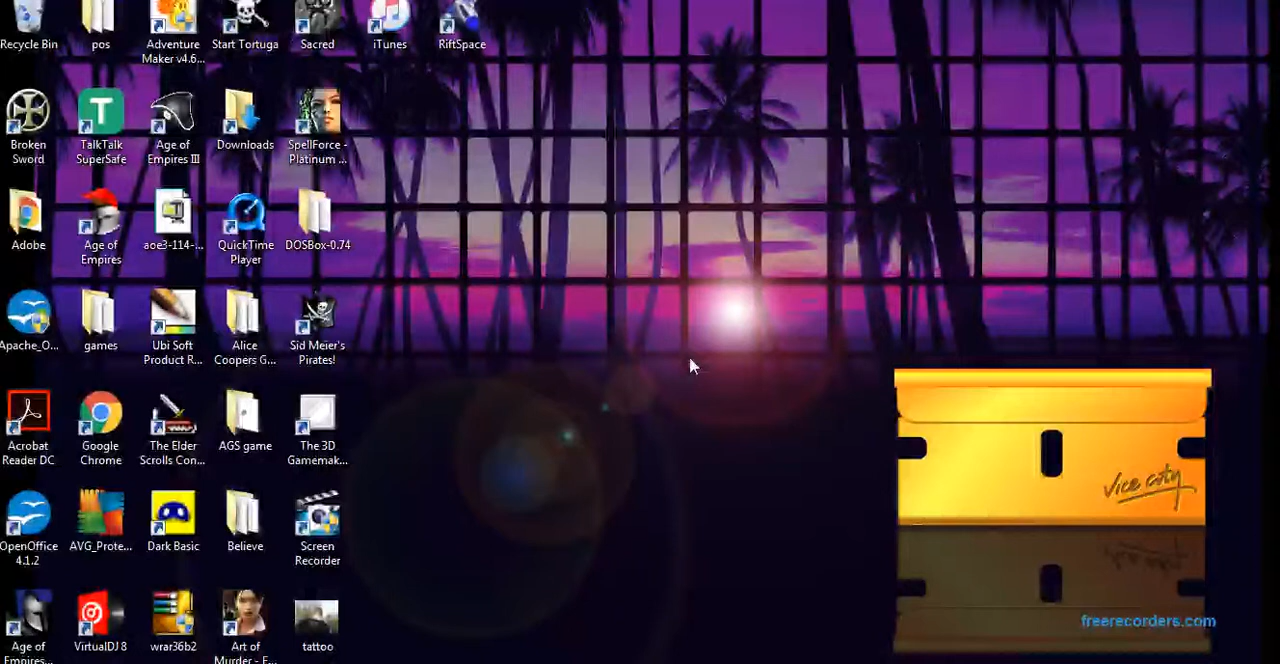 Recycle Bin
pos
Adventure
Maker v4.6...
Start Tortuga
Sacred
iTunes
RiftSpace
Broken
Sword
T
TalkTalk
SuperSafe
Age of
Empires III
Downloads
SpellForce -
Platinum ...
Adobe
Age of
Empires
aoe3-114-...
QuickTime
Player
DOSBox-0.74
Apache_O...
games
Ubi Soft
Product R...
Alice
Coopers G...
Sid Meier's
Pirates!
Acrobat
Reader DC
Google
Chrome
The Elder
Scrolls Con...
AGS game
The 3D
Gamemak...
Vice city
OpenOffice
4.1.2
AVG_Prote...
Dark Basic
Believe
Screen
Recorder
Age of
Empires...
VirtualDJ 8
wrar36b2
Art of
Murder - F...
tattoo
freerecorders.com